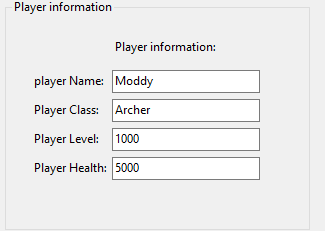 Player information
Player information:
player Name: Moddy
Player Class: Archer
Player Level: 1000
Player Health: 5000